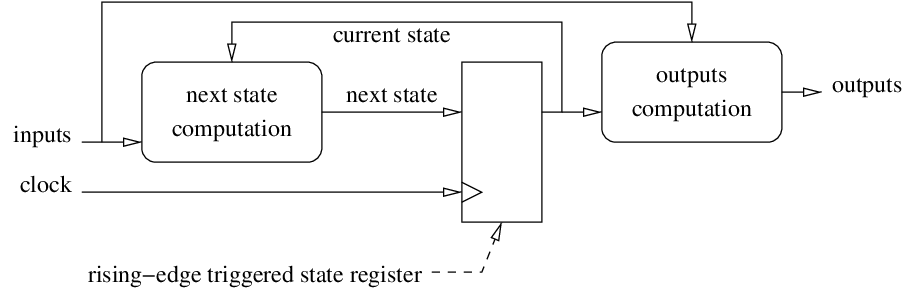 current state
outputs
computation
outputs
next state
computation
next state
inputs
clock
rising−edge triggered state register